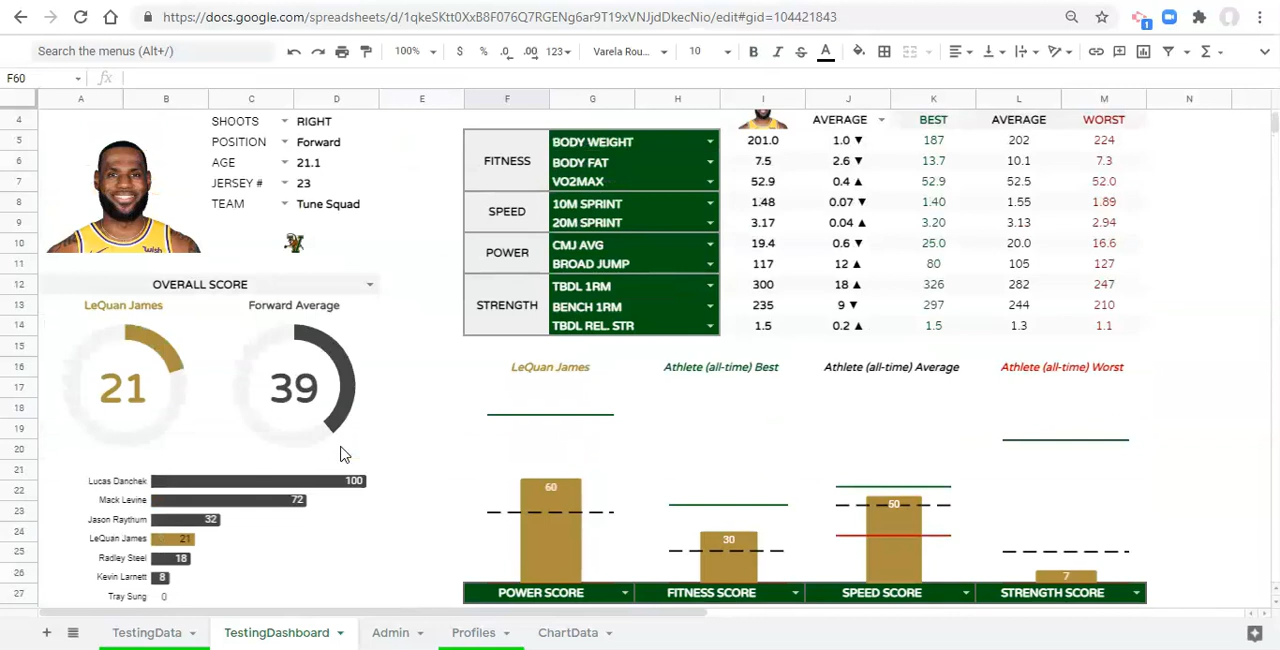 https://docs.google.com/spreadsheets/d/1qkeSKtt0XxB8F076Q7RGENg6ar9T19xVNJjdDkecNio/edit#gid=104421843
1
Search the menus (Alt+/)
100%
$
%
.0
.00
123
Varela Rou...
10
B
I
S
A
Σ
F60
fx
A B C D E F G H I J K L M N
4 SHOOTS RIGHT AVERAGE BEST AVERAGE WORST
5 POSITION Forward BODY WEIGHT 201.0 1.0 ▼ 187 202 224
6 AGE 21.1 FITNESS BODY FAT 7.5 2.6 ▼ 13.7 10.1 7.3
7 JERSEY # 23 VO2MAX 52.9 0.4 ▲ 52.9 52.5 52.0
8 TEAM Tune Squad SPEED 10M SPRINT 1.48 0.07 ▼ 1.40 1.55 1.89
9 20M SPRINT 3.17 0.04 ▲ 3.20 3.13 2.94
10 wish POWER CMJ AVG 19.4 0.6 ▼ 25.0 20.0 16.6
11 BROAD JUMP 117 12 ▲ 80 105 127
12 OVERALL SCORE TBDL 1RM 300 18 ▲ 326 282 247
13 LeQuan James Forward Average STRENGTH BENCH 1RM 235 9 ▼ 297 244 210
14 TBDL REL. STR 1.5 0.2 ▲ 1.5 1.3 1.1
15
16 LeQuan James Athlete (all-time) Best Athlete (all-time) Average Athlete (all-time) Worst
17 21 39
18
19
20
21 Lucas Danchek 100
22 Mack Levine 72 60
23 Jason Raythurn 32 50
24 LeQuan James 21 30
25 Radley Steel 18
26 Kevin Larnett 8 7
27 Tray Sung 0 POWER SCORE FITNESS SCORE SPEED SCORE STRENGTH SCORE
+
TestingData TestingDashboard Admin Profiles ChartData